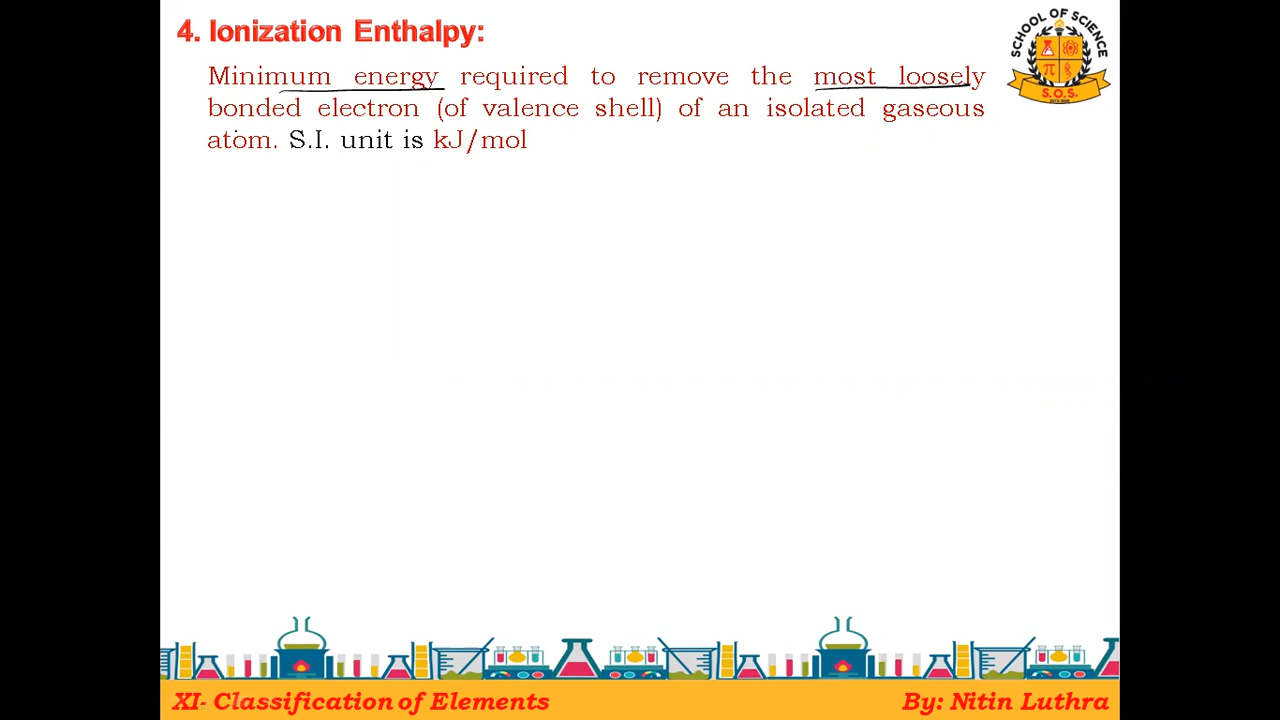 4. Ionization Enthalpy:
Minimum energy required to remove the most loosely
bonded electron (of valence shell) of an isolated gaseous
atom. S.I. unit is kJ/mol
SCHOOL OF SCIENCE
π
S.O.S.
XI- Classification of Elements
By: Nitin Luthra